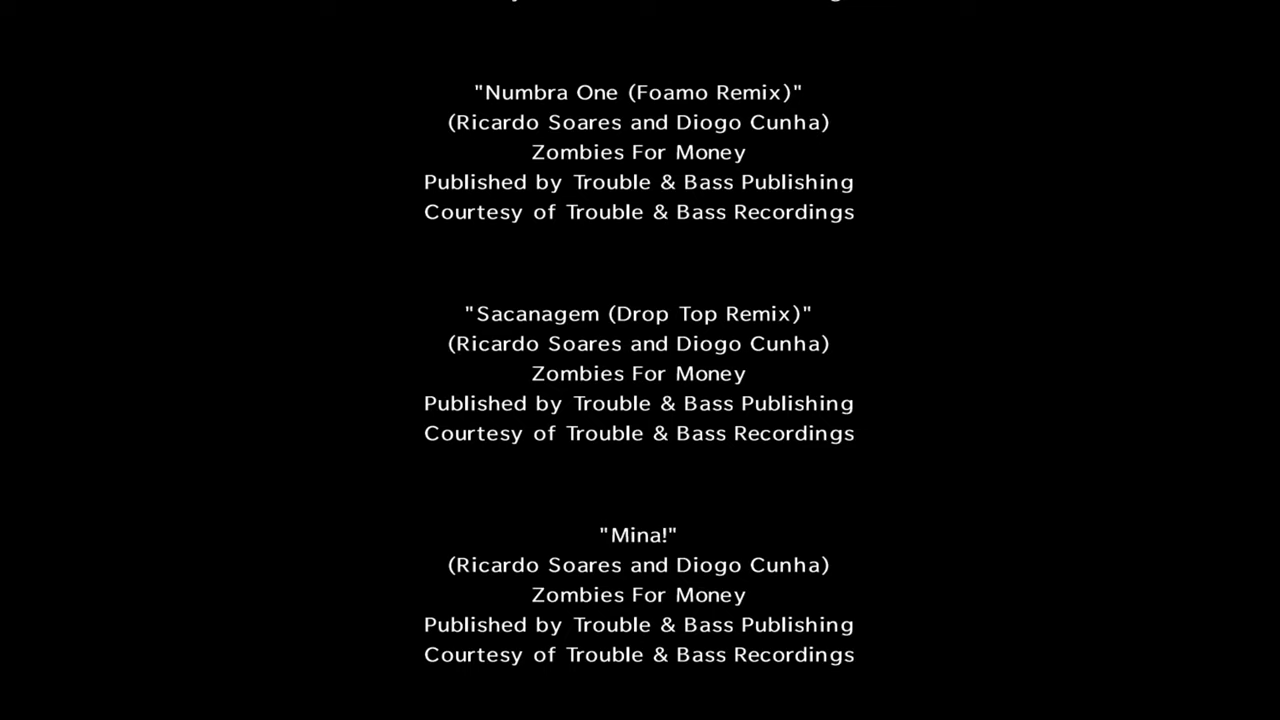 "Numbra One (Foamo Remix)"
(Ricardo Soares and Diogo Cunha)
Zombies For Money
Published by Trouble & Bass Publishing
Courtesy of Trouble & Bass Recordings
"Sacanagem (Drop Top Remix)"
(Ricardo Soares and Diogo Cunha)
Zombies For Money
Published by Trouble & Bass Publishing
Courtesy of Trouble & Bass Recordings
"Mina!"
(Ricardo Soares and Diogo Cunha)
Zombies For Money
Published by Trouble & Bass Publishing
Courtesy of Trouble & Bass Recordings